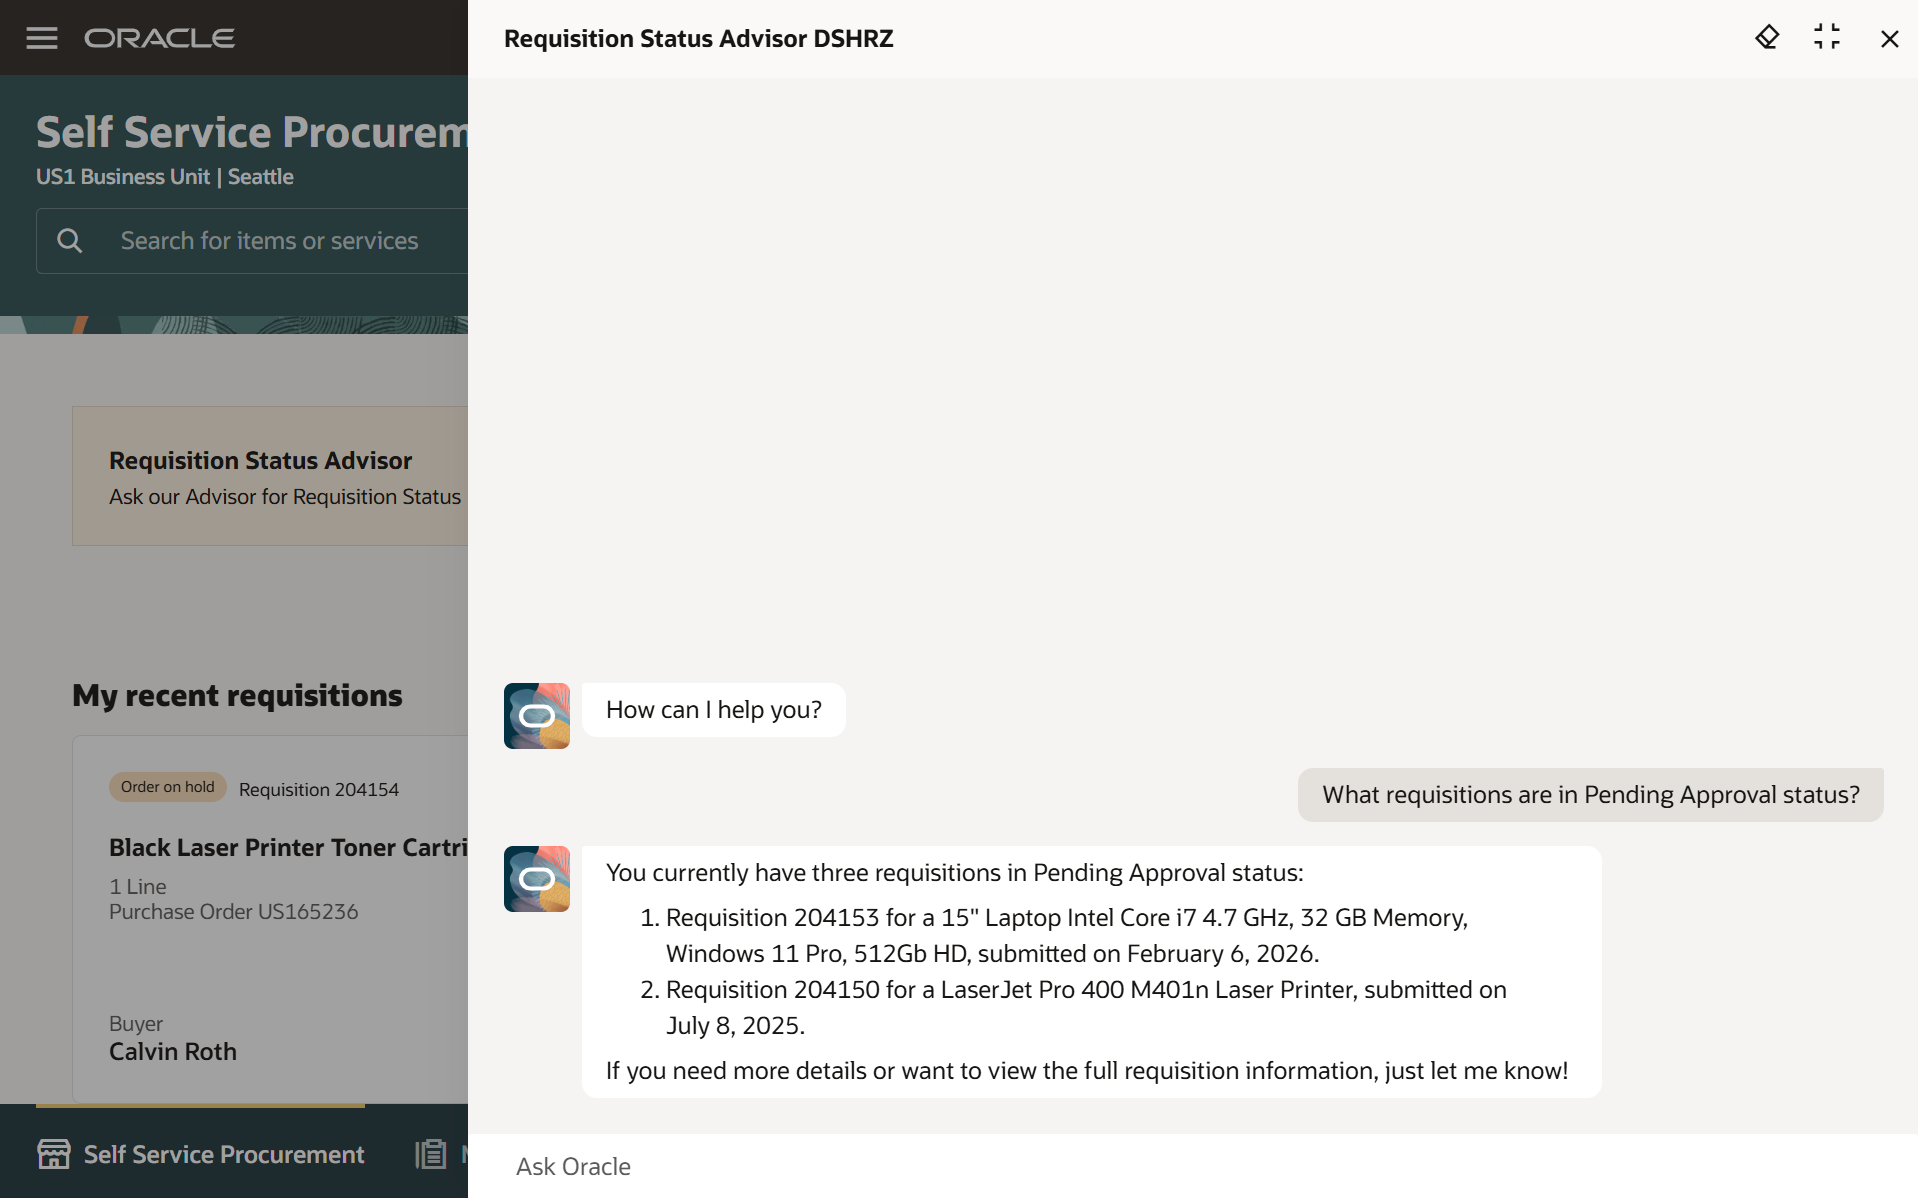 ORACLE
Self Service Procurem
US1 Business Unit | Seattle
Search for items or services
Requisition Status Advisor
Ask our Advisor for Requisition Status
My recent requisitions
Order on hold Requisition 204154
Black Laser Printer Toner Cartri
1 Line
Purchase Order US165236
Buyer
Calvin Roth
Self Service Procurement
Requisition Status Advisor DSHRZ
How can I help you?
What requisitions are in Pending Approval status?
You currently have three requisitions in Pending Approval status:
1. Requisition 204153 for a 15" Laptop Intel Core i7 4.7 GHz, 32 GB Memory,
Windows 11 Pro, 512Gb HD, submitted on February 6, 2026.
2. Requisition 204150 for a LaserJet Pro 400 M401n Laser Printer, submitted on
July 8, 2025.
If you need more details or want to view the full requisition information, just let me know!
Ask Oracle